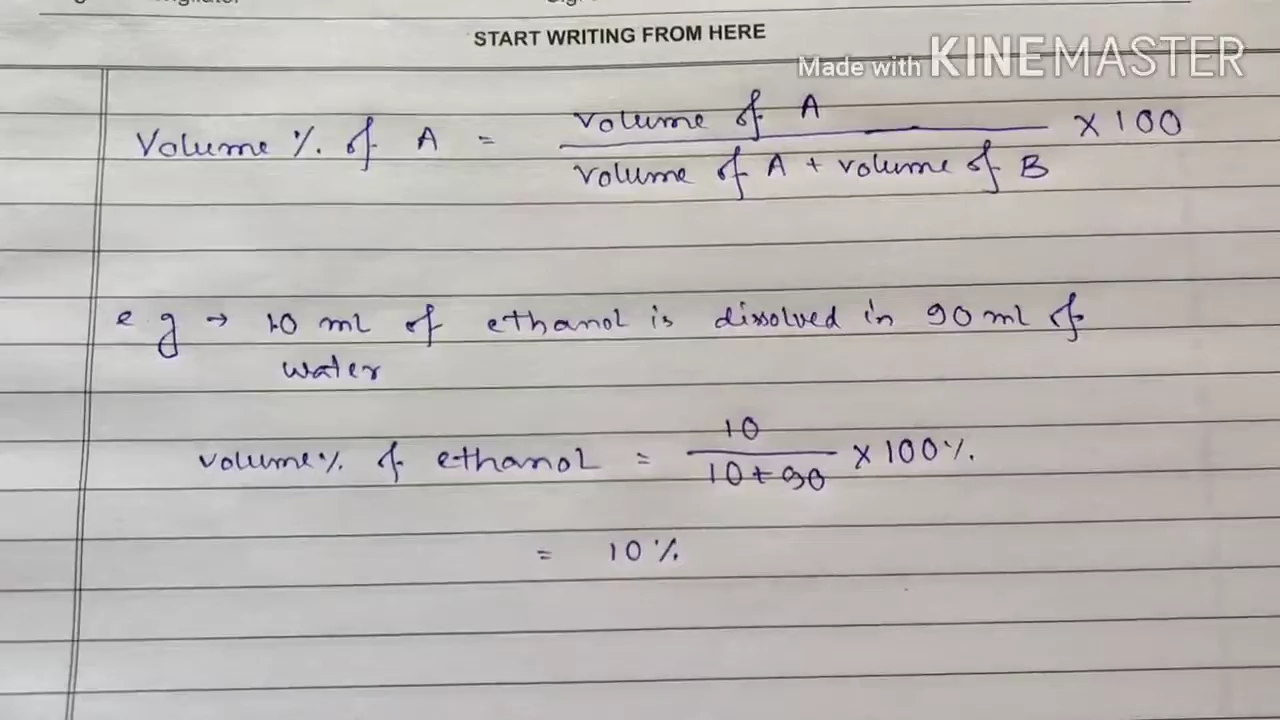 START WRITING FROM HERE
Made with KINEMASTER
Volume % of A = volume of A / volume of A + volume of B × 100
e g → 10 ml of ethanol is dissolved in 90 ml of
water
volume % of ethanol = 10 / 10 + 90 × 100 %
= 10 %